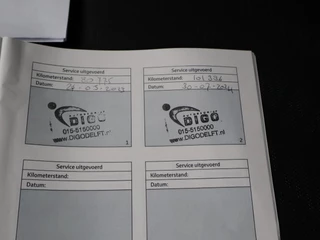 Service uitgevoerd
Kilometerstand:
Datum:
DIGO
015-5150000
www.DIGODELFT.nl
1
Service uitgevoerd
Kilometerstand:
Datum:
DIGO
015-5150000
www.DIGODELFT.nl
2
Service uitgevoerd
Kilometerstand:
Datum:
Service uitgevoerd
Kilometerstand:
Datum: